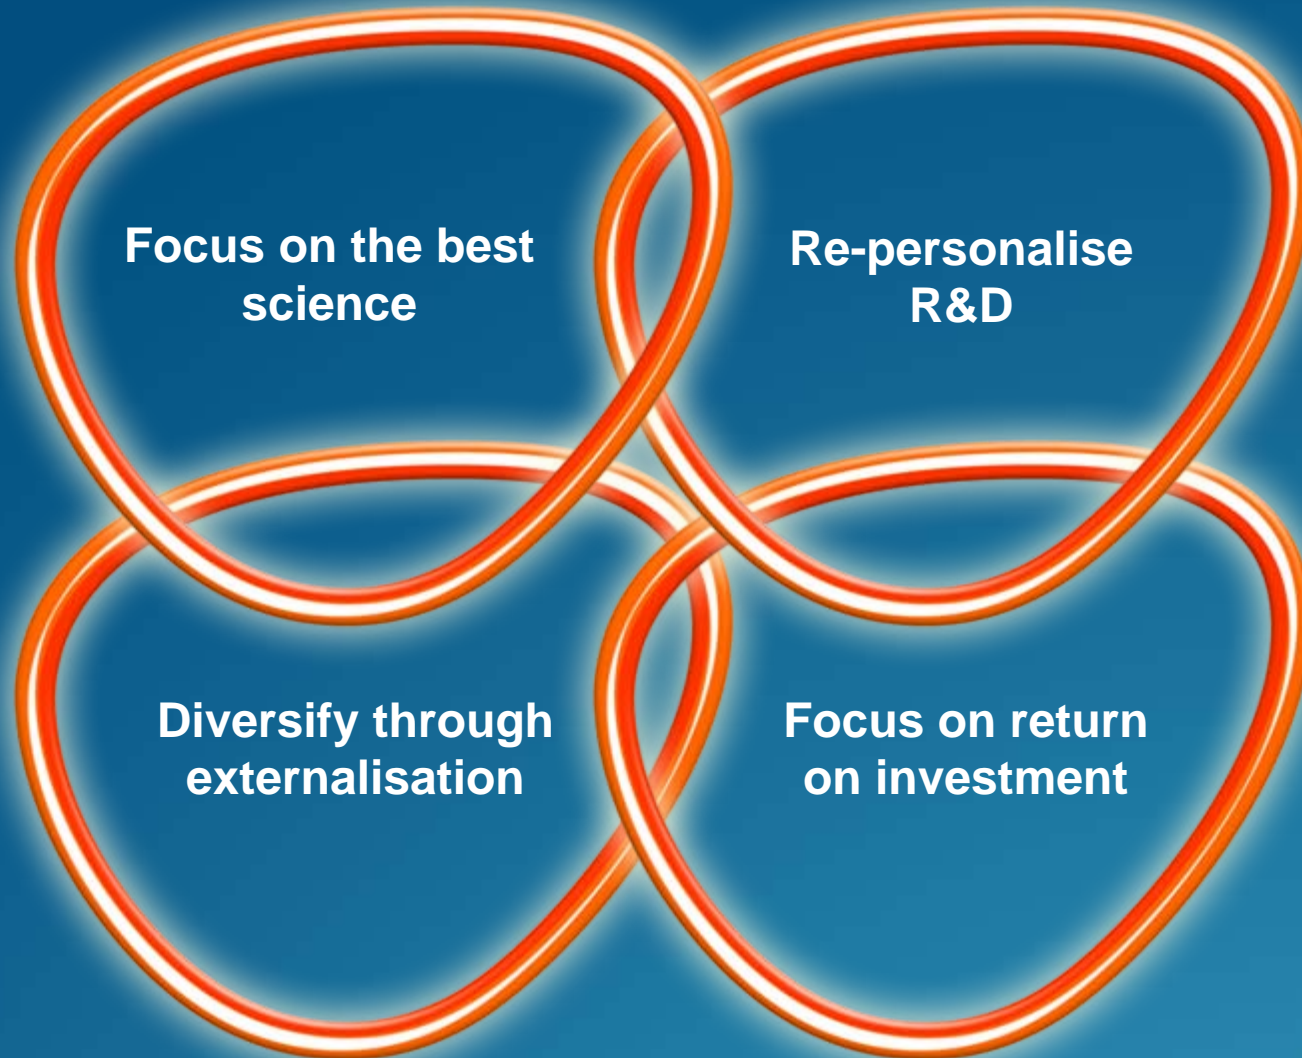 Focus on the best
science
Re-personalise
R&D
Diversify through
externalisation
Focus on return
on investment